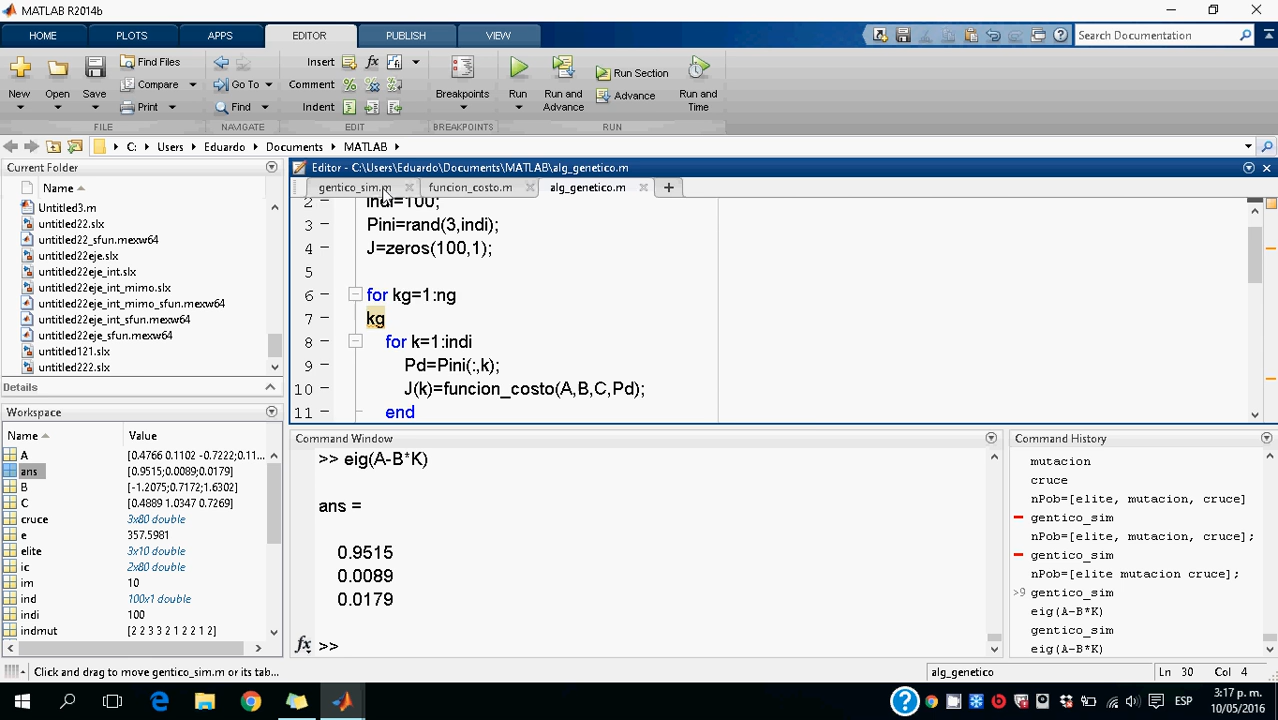 MATLAB R2014b
HOME PLOTS APPS EDITOR PUBLISH VIEW
Search Documentation
New Open Save Find Files Compare Print
Go To Find
Insert Comment Indent fx
Breakpoints
Run Run and Advance Run Section Advance Run and Time
FILE NAVIGATE EDIT BREAKPOINTS RUN
C: Users Eduardo Documents MATLAB
Current Folder
Name
Untitled3.m
untitled22.slx
untitled22_sfun.mexw64
untitled22eje.slx
untitled22eje_int.slx
untitled22eje_int_mimo.slx
untitled22eje_int_mimo_sfun.mexw64
untitled22eje_int_sfun.mexw64
untitled22eje_sfun.mexw64
untitled121.slx
untitled222.slx
Details
Workspace
Name Value
A [0.4766 0.1102 -0.7222;0.11...
ans [0.9515;0.0089;0.0179]
B [-1.2075;0.7172;1.6302]
C [0.4889 1.0347 0.7269]
cruce 3x80 double
e 357.5981
elite 3x10 double
ic 2x80 double
im 10
ind 100x1 double
indi 100
indmut [2 2 3 3 2 1 2 2 1 2]
Editor - C:\Users\Eduardo\Documents\MATLAB\alg_genetico.m
gentico_sim.m funcion_costo.m alg_genetico.m
2 indi=100;
3 Pini=rand(3,indi);
4 J=zeros(100,1);
5
6 for kg=1:ng
7 kg
8 for k=1:indi
9 Pd=Pini(:,k);
10 J(k)=funcion_costo(A,B,C,Pd);
11 end
Command Window
>> eig(A-B*K)
ans =
0.9515
0.0089
0.0179
fx >>
Command History
mutacion
cruce
nPob=[elite, mutacion, cruce]
gentico_sim
nPob=[elite, mutacion, cruce];
gentico_sim
nPob=[elite mutacion cruce];
9 gentico_sim
eig(A-B*K)
gentico_sim
eig(A-B*K)
Click and drag to move gentico_sim.m or its tab...
alg_genetico Ln 30 Col 4
ESP
3:17 p. m.
10/05/2016